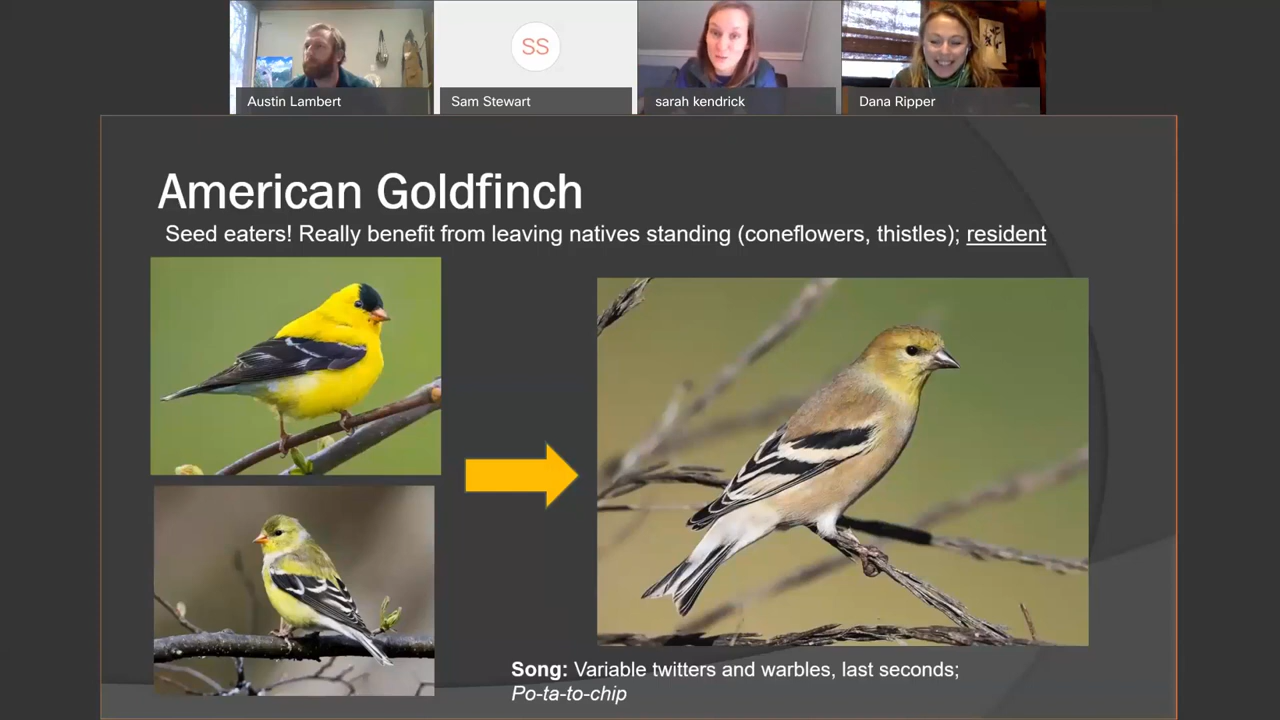 Austin Lambert
SS
Sam Stewart
sarah kendrick
Dana Ripper
American Goldfinch
Seed eaters! Really benefit from leaving natives standing (coneflowers, thistles); resident
Song: Variable twitters and warbles, last seconds;
Po-ta-to-chip